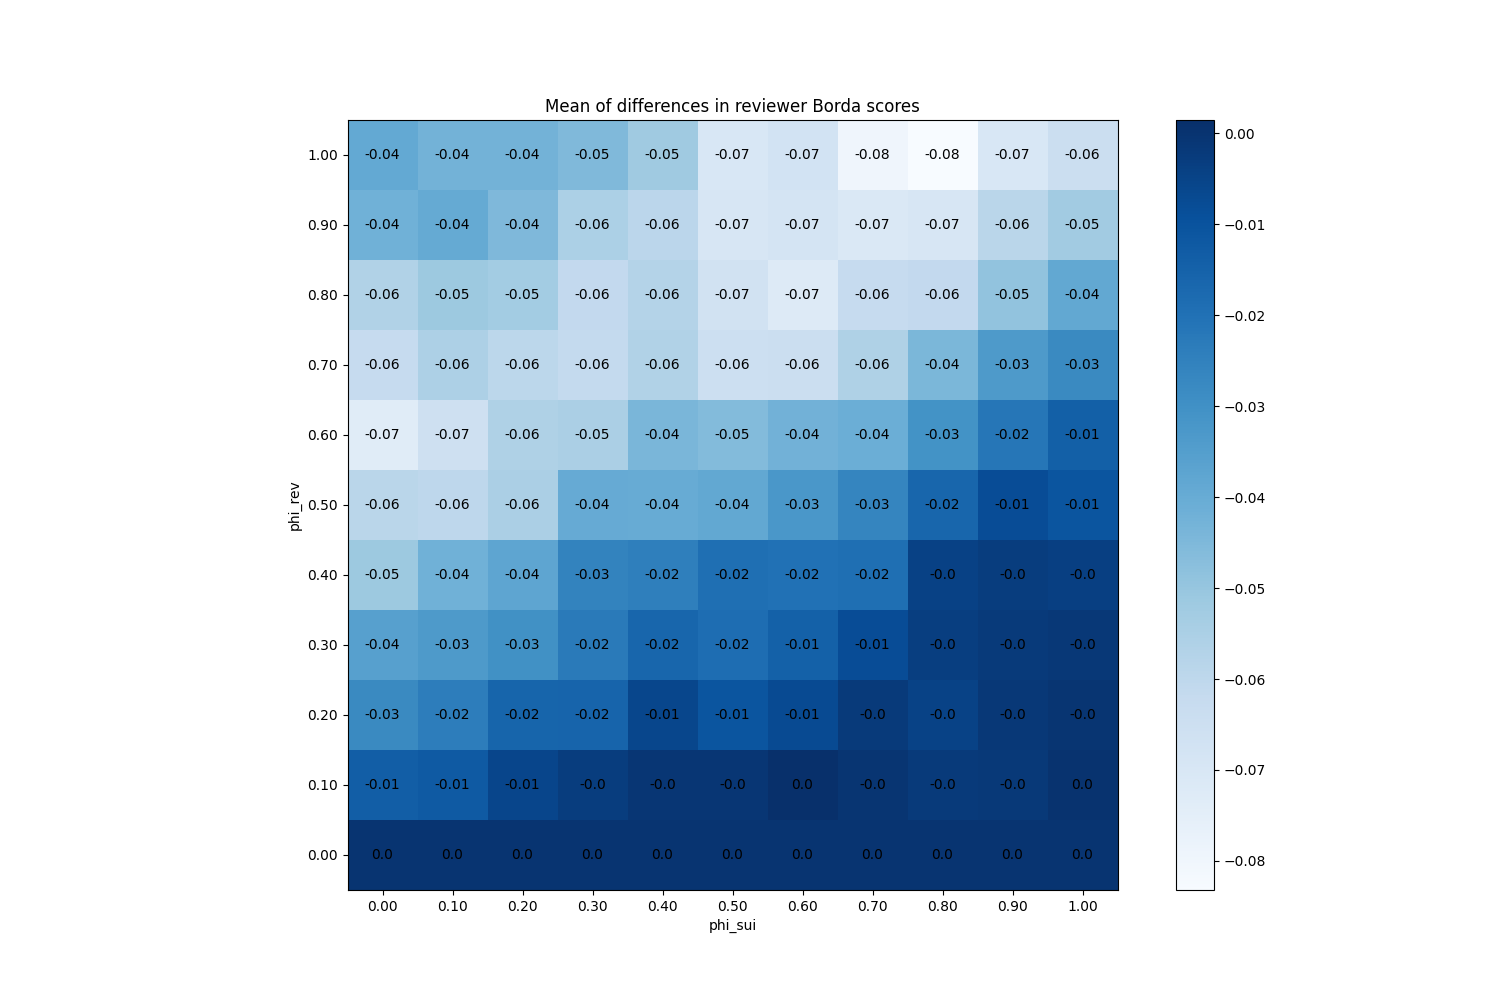 Mean of differences in reviewer Borda scores
1.00 -0.04 -0.04 -0.04 -0.05 -0.05 -0.07 -0.07 -0.08 -0.08 -0.07 -0.06
0.90 -0.04 -0.04 -0.04 -0.06 -0.06 -0.07 -0.07 -0.07 -0.07 -0.06 -0.05
0.80 -0.06 -0.05 -0.05 -0.06 -0.06 -0.07 -0.07 -0.06 -0.06 -0.05 -0.04
0.70 -0.06 -0.06 -0.06 -0.06 -0.06 -0.06 -0.06 -0.06 -0.04 -0.03 -0.03
0.60 -0.07 -0.07 -0.06 -0.05 -0.04 -0.05 -0.04 -0.04 -0.03 -0.02 -0.01
0.50 -0.06 -0.06 -0.06 -0.04 -0.04 -0.04 -0.03 -0.03 -0.02 -0.01 -0.01
0.40 -0.05 -0.04 -0.04 -0.03 -0.02 -0.02 -0.02 -0.02 -0.0 -0.0 -0.0
0.30 -0.04 -0.03 -0.03 -0.02 -0.02 -0.02 -0.01 -0.01 -0.0 -0.0 -0.0
0.20 -0.03 -0.02 -0.02 -0.02 -0.01 -0.01 -0.01 -0.0 -0.0 -0.0 -0.0
0.10 -0.01 -0.01 -0.01 -0.0 -0.0 -0.0 0.0 -0.0 -0.0 -0.0 0.0
0.00 0.0 0.0 0.0 0.0 0.0 0.0 0.0 0.0 0.0 0.0 0.0
0.00 0.10 0.20 0.30 0.40 0.50 0.60 0.70 0.80 0.90 1.00
phi_sui
phi_rev
0.00
−0.01
−0.02
−0.03
−0.04
−0.05
−0.06
−0.07
−0.08